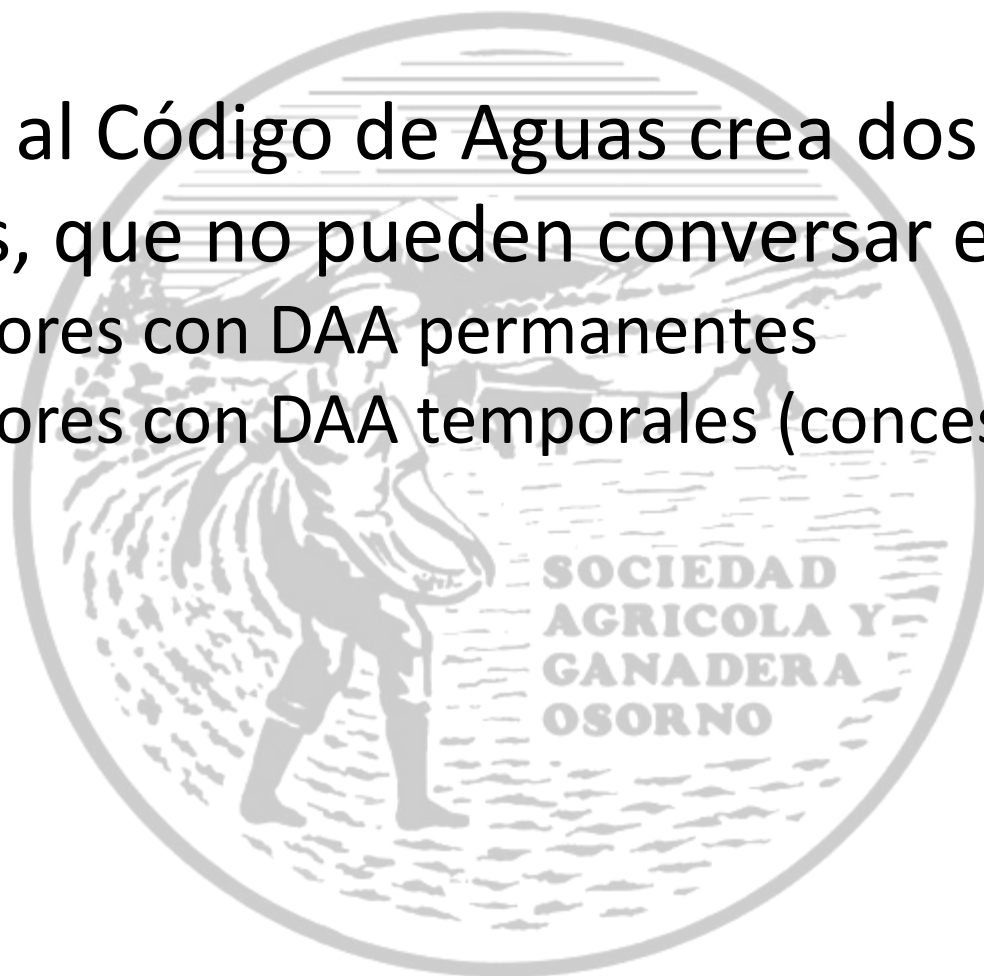 al Código de Aguas crea dos
s, que no pueden conversar e
ores con DAA permanentes
ores con DAA temporales (conces
SOCIEDAD
AGRICOLA Y
GANADERA
OSORNO